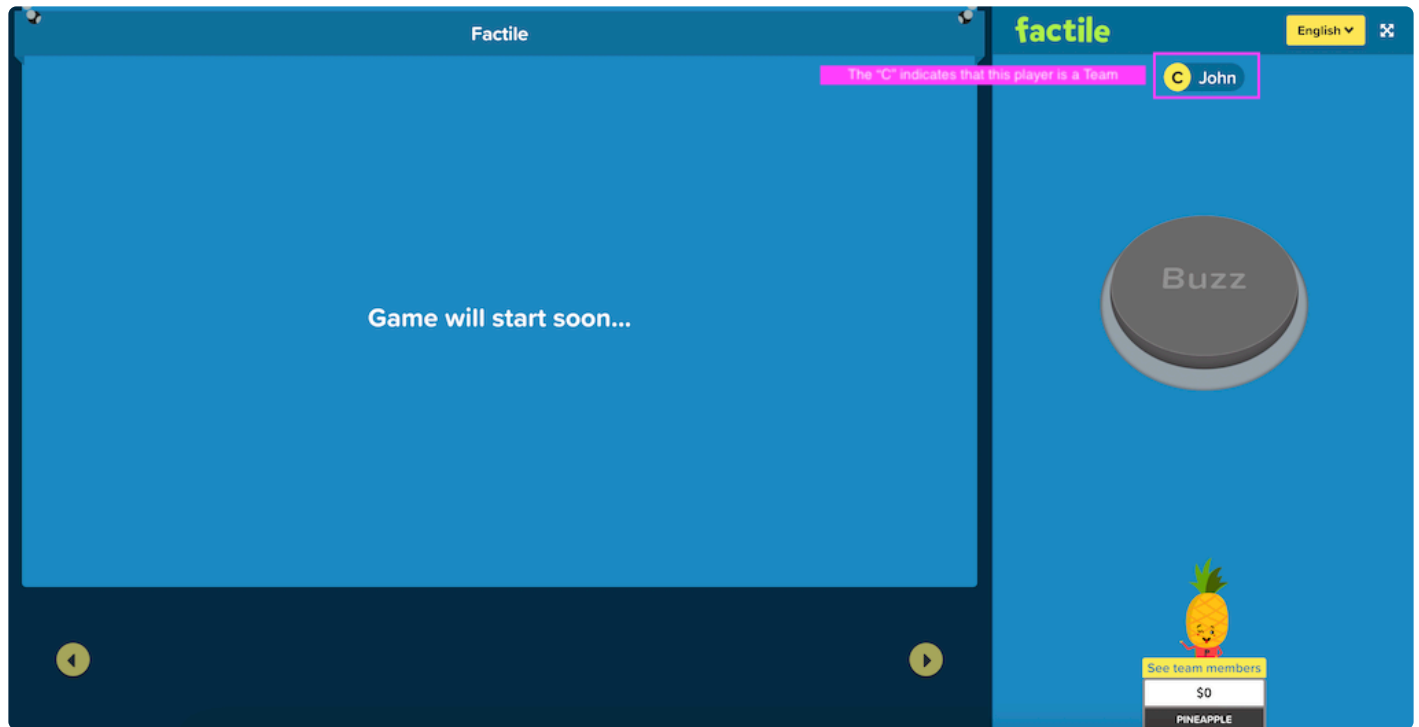 Factile
factile
English
The "C" indicates that this player is a Team
C John
Buzz
Game will start soon...
P
See team members
$0
PINEAPPLE